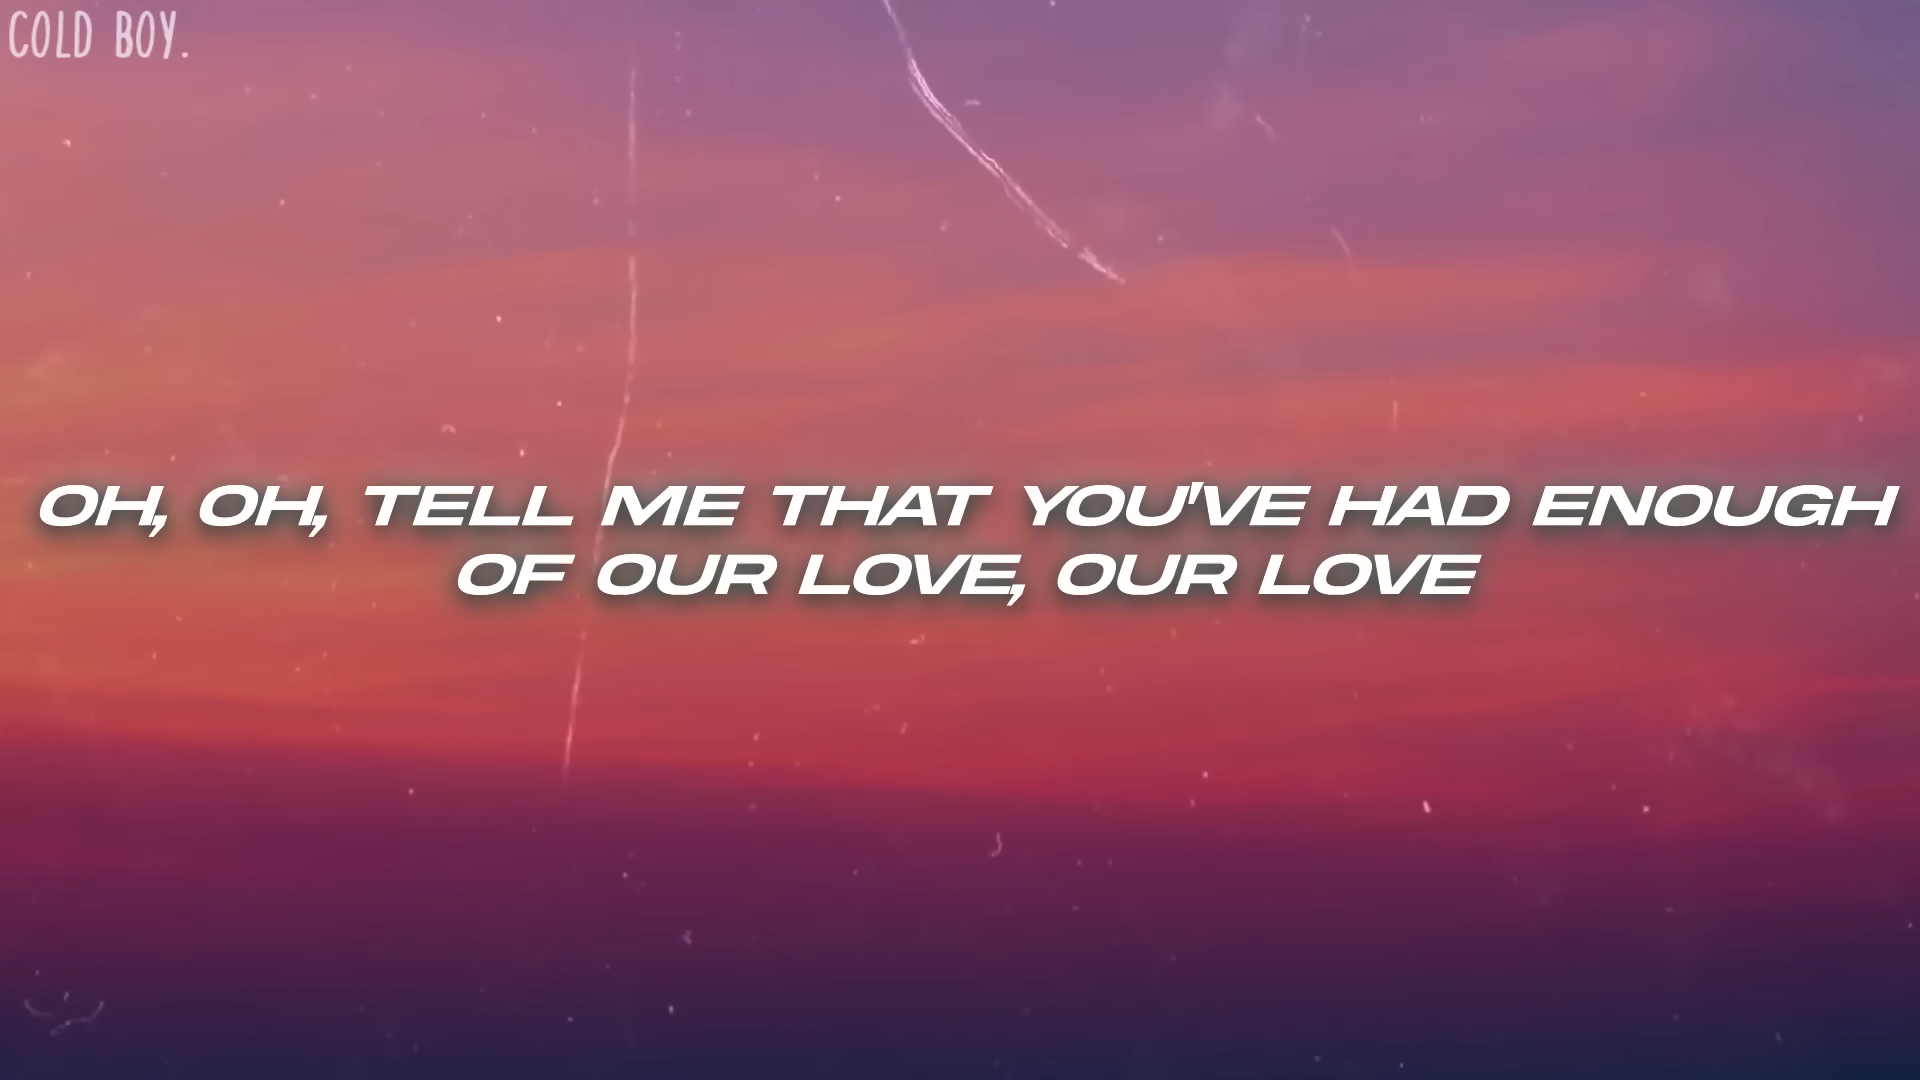 COLD BOY.
OH, OH, TELL ME THAT YOU'VE HAD ENOUGH
OF OUR LOVE, OUR LOVE